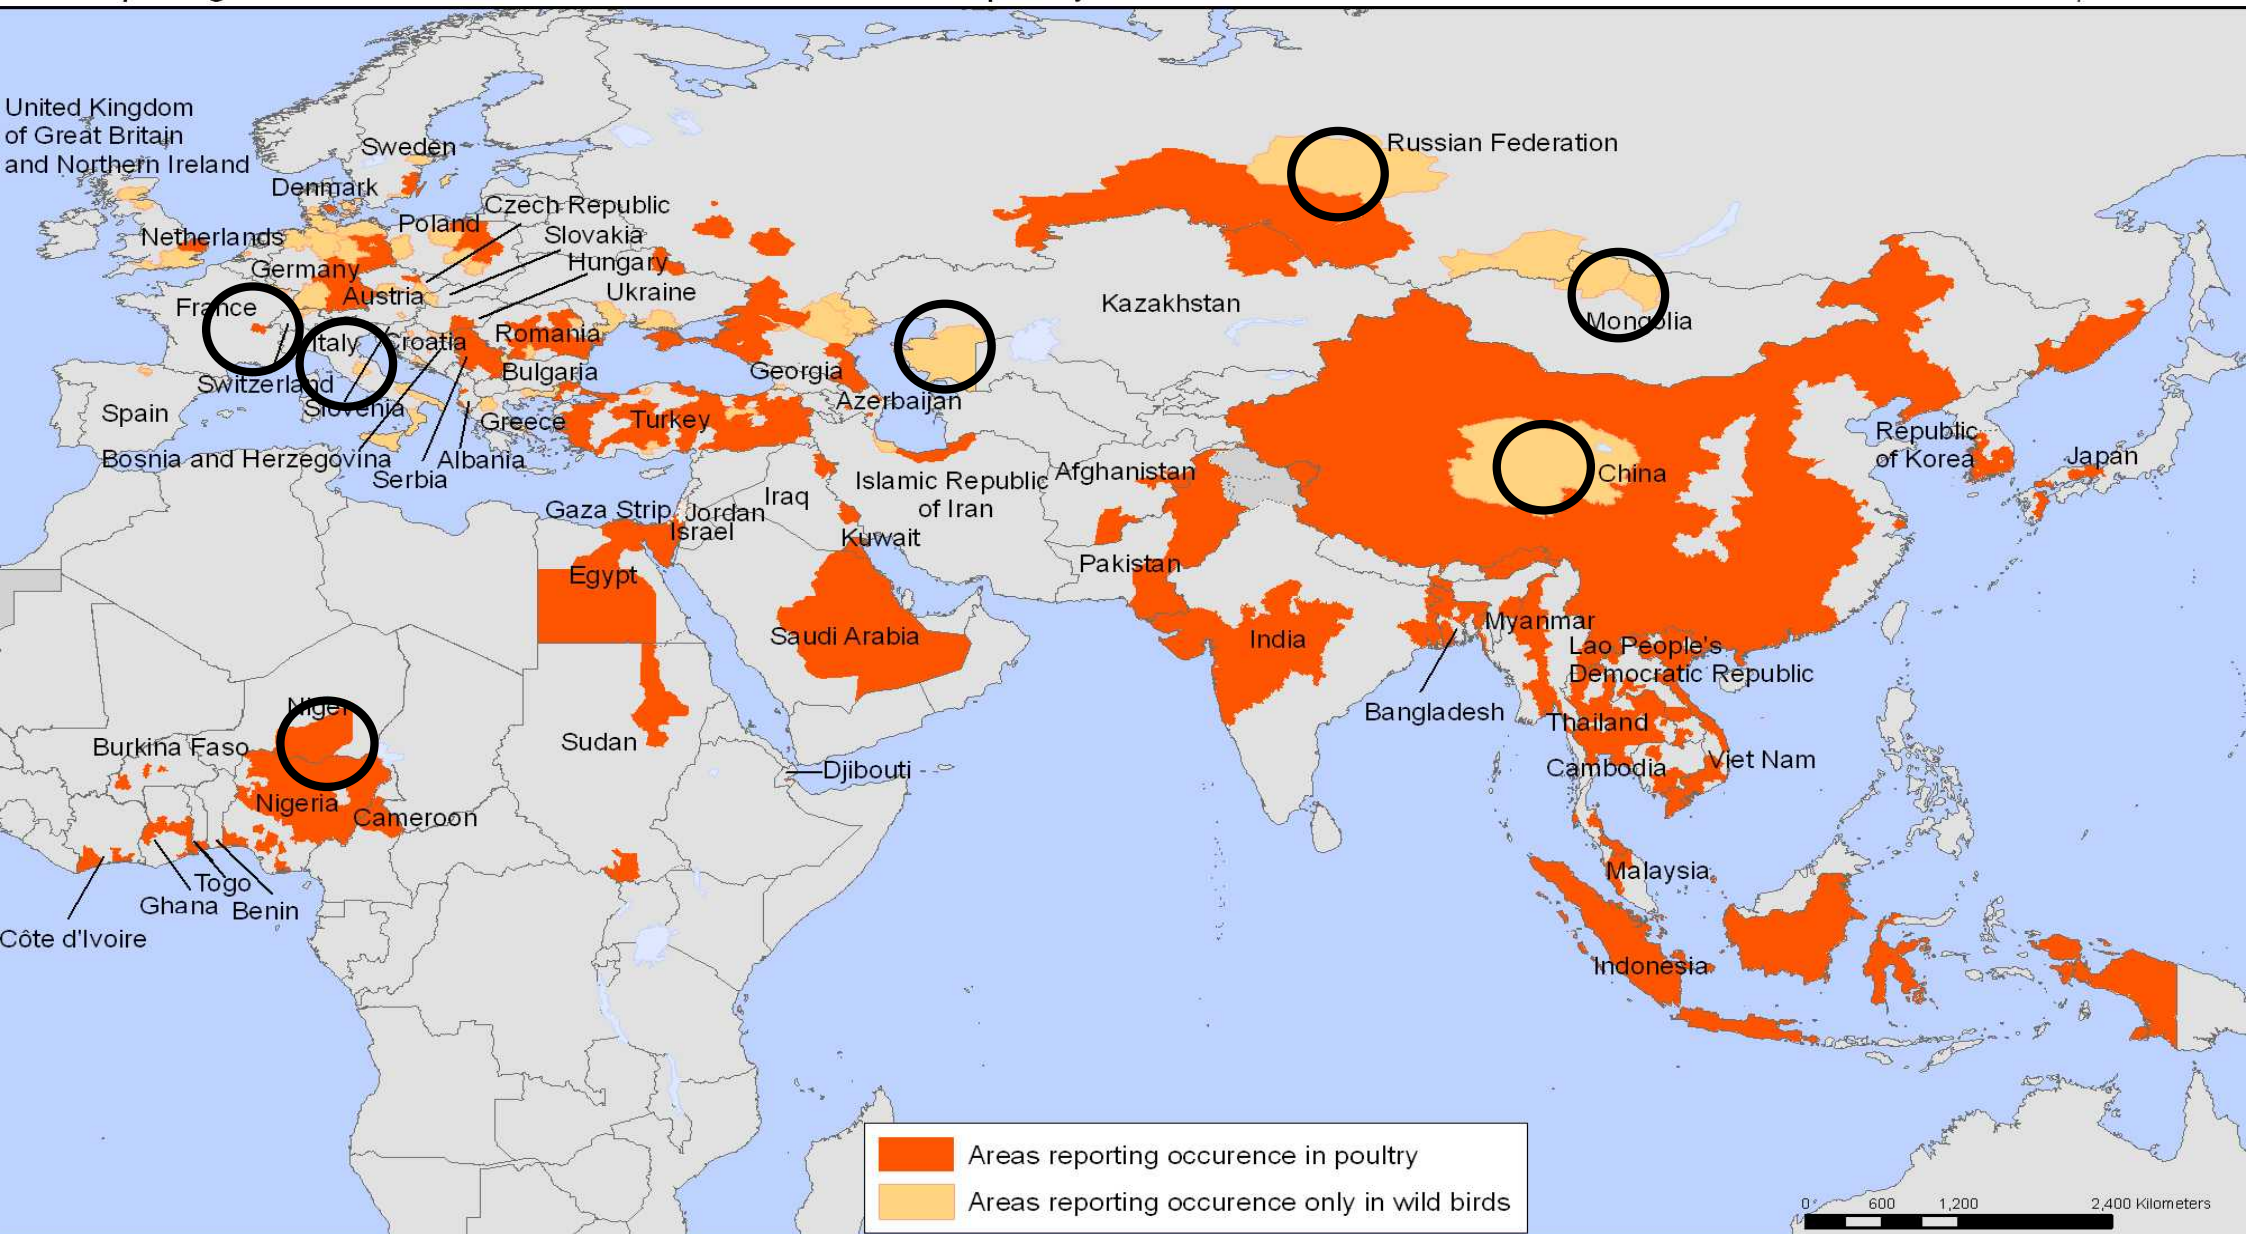 United Kingdom
of Great Britain
and Northern Ireland
Sweden
Denmark
Czech Republic
Poland
Slovakia
Netherlands
Hungary
Germany
Ukraine
Austria
France
Italy
Croatia
Romania
Bulgaria
Switzerland
Slovenia
Spain
Greece
Turkey
Bosnia and Herzegovina
Albania
Serbia
Georgia
Azerbaijan
Russian Federation
Kazakhstan
Mongolia
China
Republic
of Korea
Japan
Afghanistan
Islamic Republic
of Iran
Iraq
Gaza Strip
Jordan
Israel
Kuwait
Pakistan
Egypt
Saudi Arabia
India
Myanmar
Lao People's
Democratic Republic
Bangladesh
Thailand
Viet Nam
Cambodia
Niger
Burkina Faso
Sudan
Djibouti
Nigeria
Cameroon
Togo
Ghana
Benin
Côte d'Ivoire
Malaysia
Indonesia
Areas reporting occurence in poultry
Areas reporting occurence only in wild birds
0 600 1,200 2,400 Kilometers